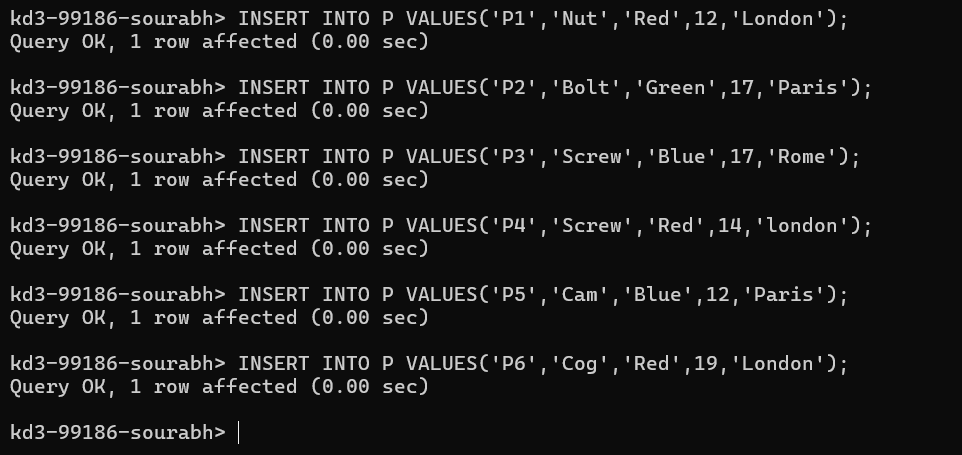 kd3-99186-sourabh> INSERT INTO P VALUES('P1','Nut','Red',12,'London');
Query OK, 1 row affected (0.00 sec)
kd3-99186-sourabh> INSERT INTO P VALUES('P2','Bolt','Green',17,'Paris');
Query OK, 1 row affected (0.00 sec)
kd3-99186-sourabh> INSERT INTO P VALUES('P3','Screw','Blue',17,'Rome');
Query OK, 1 row affected (0.00 sec)
kd3-99186-sourabh> INSERT INTO P VALUES('P4','Screw','Red',14,'london');
Query OK, 1 row affected (0.00 sec)
kd3-99186-sourabh> INSERT INTO P VALUES('P5','Cam','Blue',12,'Paris');
Query OK, 1 row affected (0.00 sec)
kd3-99186-sourabh> INSERT INTO P VALUES('P6','Cog','Red',19,'London');
Query OK, 1 row affected (0.00 sec)
kd3-99186-sourabh>